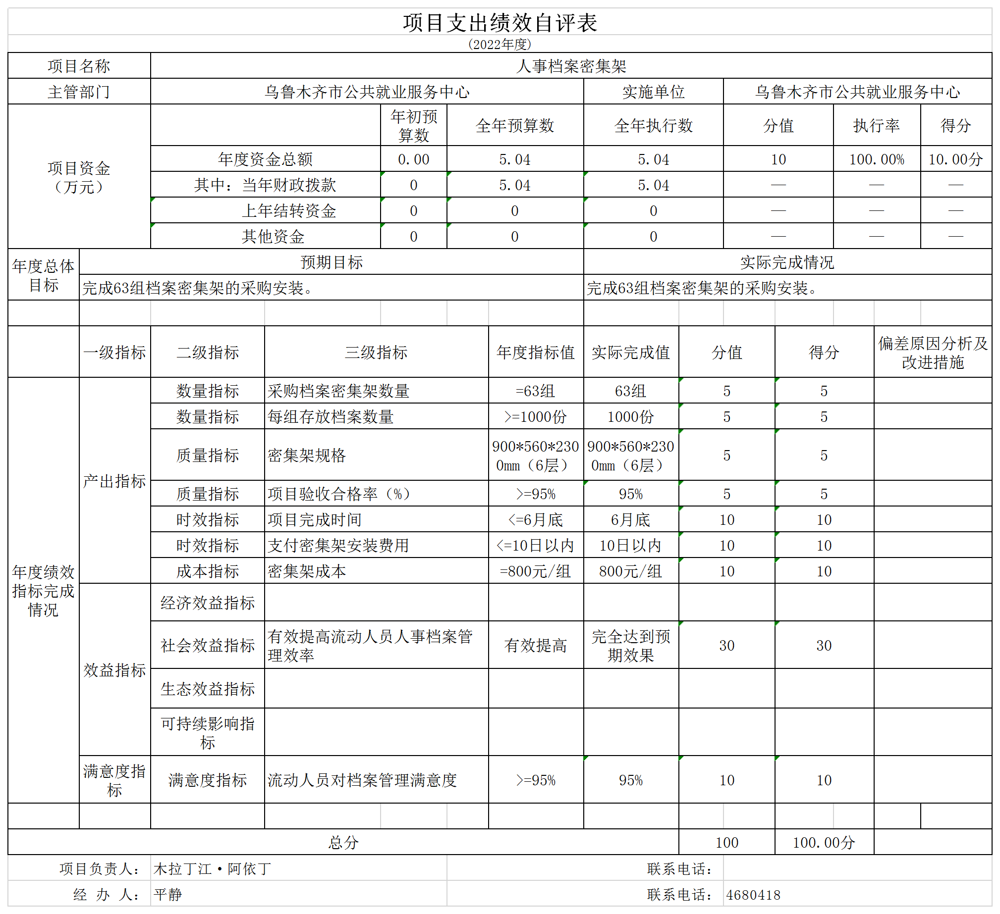 项目支出绩效自评表
(2022年度)
项目名称 人事档案密集架
主管部门 乌鲁木齐市公共就业服务中心 实施单位 乌鲁木齐市公共就业服务中心
项目资金
（万元）
年初预
算数 全年预算数 全年执行数 分值 执行率 得分
年度资金总额 0.00 5.04 5.04 10 100.00% 10.00分
其中：当年财政拨款 0 5.04 5.04 — — —
上年结转资金 0 0 0 — — —
其他资金 0 0 0 — — —
年度总体
目标
预期目标 实际完成情况
完成63组档案密集架的采购安装。 完成63组档案密集架的采购安装。
一级指标 二级指标 三级指标 年度指标值 实际完成值 分值 得分 偏差原因分析及
改进措施
年度绩效
指标完成
情况
产出指标
数量指标 采购档案密集架数量 =63组 63组 5 5
数量指标 每组存放档案数量 >=1000份 1000份 5 5
质量指标 密集架规格 900*560*230 900*560*230 5 5
0mm（6层） 0mm（6层）
质量指标 项目验收合格率（%） >=95% 95% 5 5
时效指标 项目完成时间 <=6月底 6月底 10 10
时效指标 支付密集架安装费用 <=10日以内 10日以内 10 10
成本指标 密集架成本 =800元/组 800元/组 10 10
效益指标
经济效益指标
社会效益指标 有效提高流动人员人事档案管 有效提高 完全达到预 30 30
理效率 期效果
生态效益指标
可持续影响指
标
满意度指
标
满意度指标 流动人员对档案管理满意度 >=95% 95% 10 10
总分 100 100.00分
项目负责人： 木拉丁江·阿依丁 联系电话：
经 办 人： 平静 联系电话： 4680418